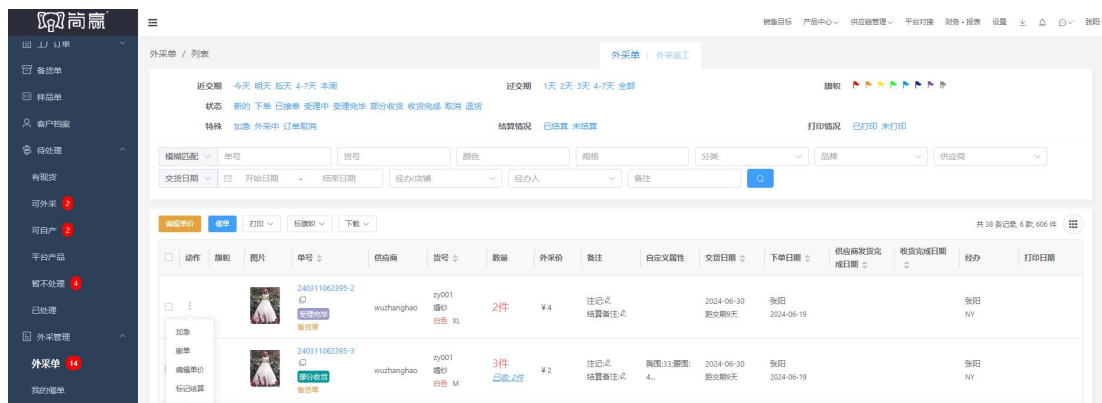 简赢
销售目标 产品中心 供应链管理 平台对接 财务·报表 设置 张阳
工厂订单
备货单
样品单
客户档案
待处理
有现货
可外采 2
可自产 2
平台产品
暂不处理 4
已处理
外采管理
外采单 14
我的催单
外采单 / 列表
外采单 外采返工
近交期 今天 明天 后天 4-7天 本周
过交期 1天 2天 3天 4-7天 全部
旗帜
状态 新的 下单 已接单 受理中 受理完毕 部分收货 收货完成 取消 退货
特殊 加急 外采中 订单取消
结算情况 已结算 未结算
打印情况 已打印 未打印
模糊匹配 单号 货号 颜色 规格 分类 品牌 供应商
交货日期 开始日期 - 结束日期 经办/店铺 经办人 备注
编辑单价 催单 打印 标旗帜 下载
共 38 条记录, 6 款, 606 件
动作 旗帜 图片 单号 供应商 货号 数量 外采价 备注 自定义属性 交货日期 下单日期 供应商发货完成日期 收货完成日期 经办 打印日期
240311062395-2
受理完毕
备货单
wuzhanghao
zy001
婚纱
白色 XL
2件
¥ 4
注记:
结算备注:
2024-06-30
距交期9天
张阳
2024-06-19
张阳
NY
加急
撤单
编辑单价
标记结算
240311062395-3
部分收货
备货单
wuzhanghao
zy001
婚纱
白色 M
3件
已收: 2件
¥ 2
注记:
结算备注:
胸围:33;腰围:
4...
2024-06-30
距交期9天
张阳
2024-06-19
张阳
NY